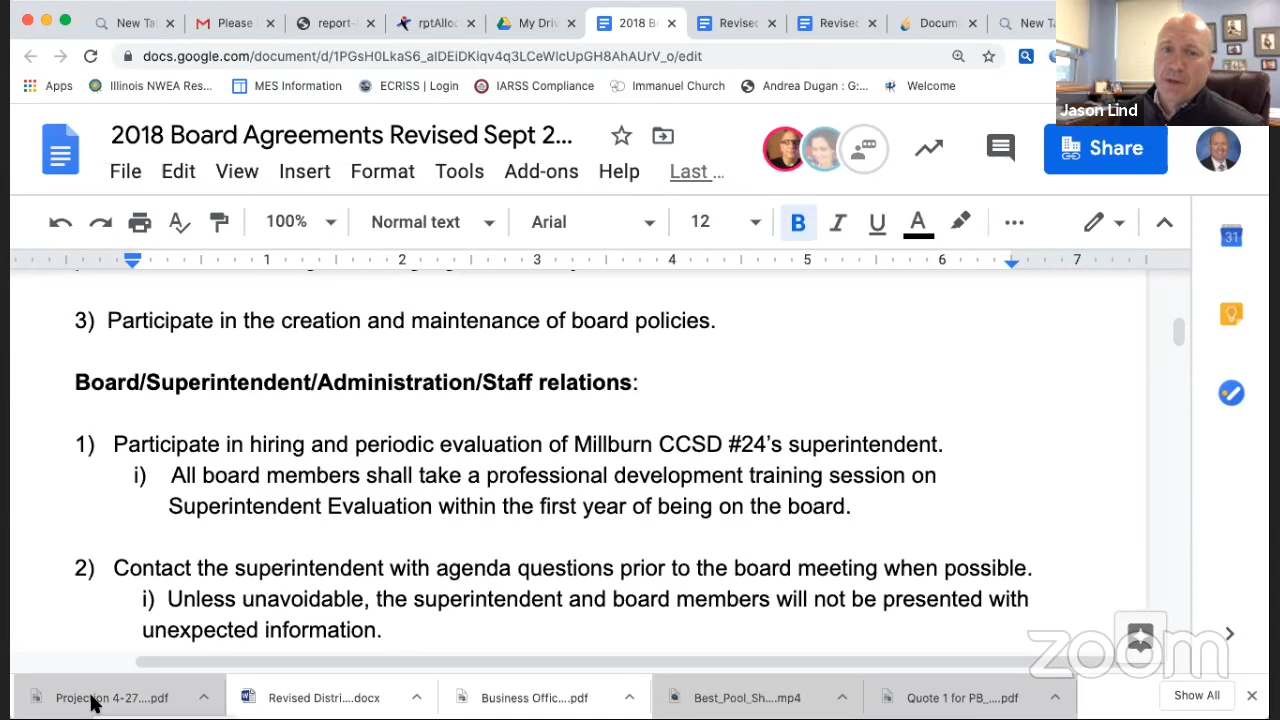 New Ta
Please
report-
rptAlloc
My Driv
2018 B
Revised
Revised
Docum
New Ta
docs.google.com/document/d/1PGsH0LkaS6_alDEiDKiqv4q3LCeWlcUpGH8AhAUrV_o/edit
Apps
Illinois NWEA Res...
MES Information
ECRISS | Login
IARSS Compliance
Immanuel Church
Andrea Dugan : G:...
Welcome
Jason Lind
2018 Board Agreements Revised Sept 2...
Share
File Edit View Insert Format Tools Add-ons Help Last ...
100% Normal text Arial 12 B I U A
31
1 2 3 4 5 6 7
3) Participate in the creation and maintenance of board policies.
Board/Superintendent/Administration/Staff relations:
1) Participate in hiring and periodic evaluation of Millburn CCSD #24's superintendent.
i) All board members shall take a professional development training session on
Superintendent Evaluation within the first year of being on the board.
2) Contact the superintendent with agenda questions prior to the board meeting when possible.
i) Unless unavoidable, the superintendent and board members will not be presented with
unexpected information.
zoom
Projection 4-27....pdf
Revised Distri....docx
Business Offic....pdf
Best_Pool_Sh....mp4
Quote 1 for PB_....pdf
Show All